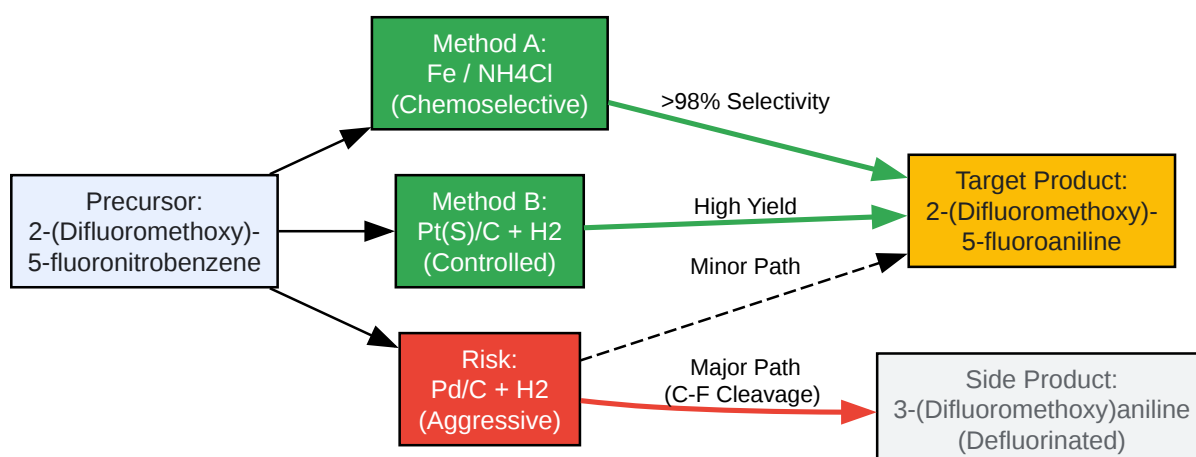 Method A:
Fe / NH4Cl
(Chemoselective)
>98% Selectivity
Precursor:
2-(Difluoromethoxy)-
5-fluoronitrobenzene
Method B:
Pt(S)/C + H2
(Controlled)
High Yield
Target Product:
2-(Difluoromethoxy)-
5-fluoroaniline
Minor Path
Risk:
Pd/C + H2
(Aggressive)
Major Path
(C-F Cleavage)
Side Product:
3-(Difluoromethoxy)aniline
(Defluorinated)